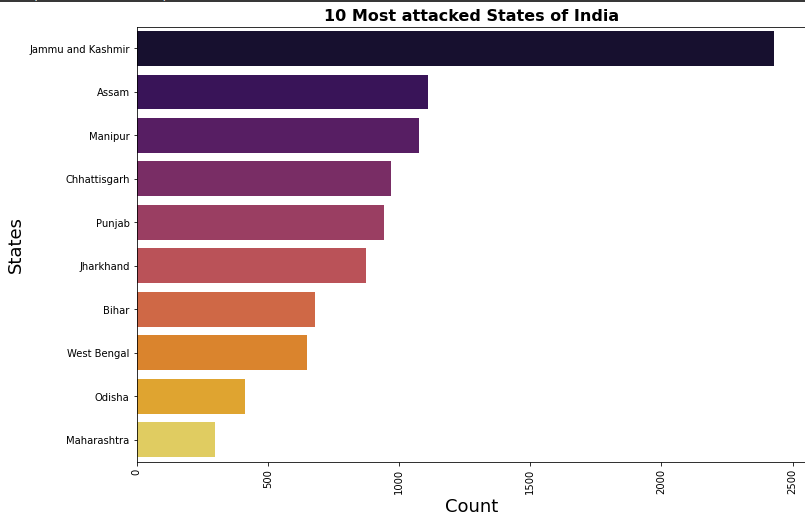 10 Most attacked States of India
Jammu and Kashmir
Assam
Manipur
Chhattisgarh
Punjab
Jharkhand
Bihar
West Bengal
Odisha
Maharashtra
States
0
500
1000
1500
2000
2500
Count